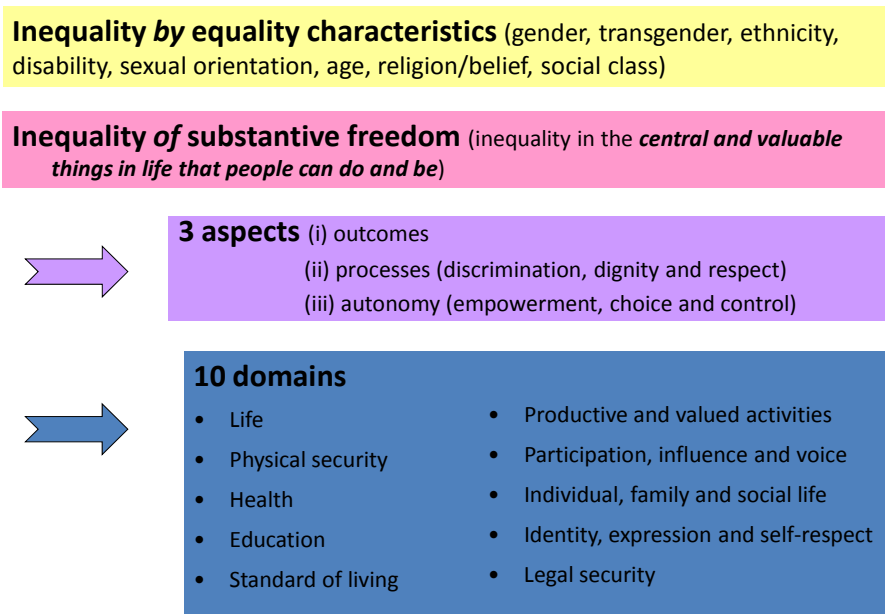 Inequality by equality characteristics (gender, transgender, ethnicity,
disability, sexual orientation, age, religion/belief, social class)
Inequality of substantive freedom (inequality in the central and valuable
things in life that people can do and be)
3 aspects (i) outcomes
(ii) processes (discrimination, dignity and respect)
(iii) autonomy (empowerment, choice and control)
10 domains
• Life
• Physical security
• Health
• Education
• Standard of living
• Productive and valued activities
• Participation, influence and voice
• Individual, family and social life
• Identity, expression and self-respect
• Legal security